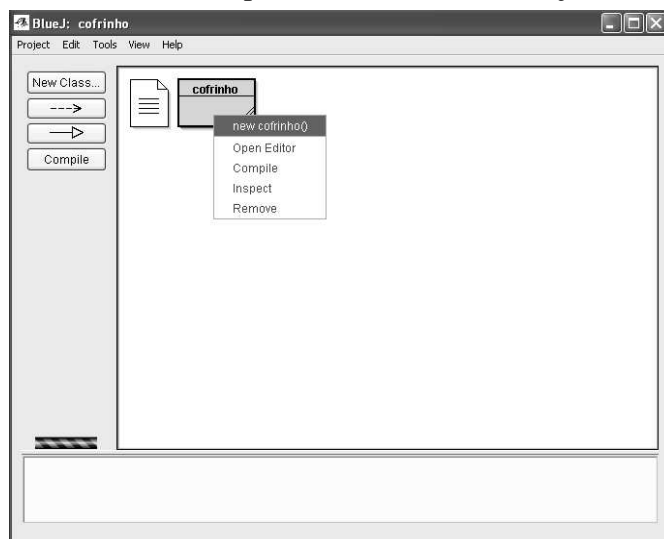 BlueJ: cofrinho
Project Edit Tools View Help
New Class...
cofrinho
new cofrinho()
Open Editor
Compile
Compile
Inspect
Remove